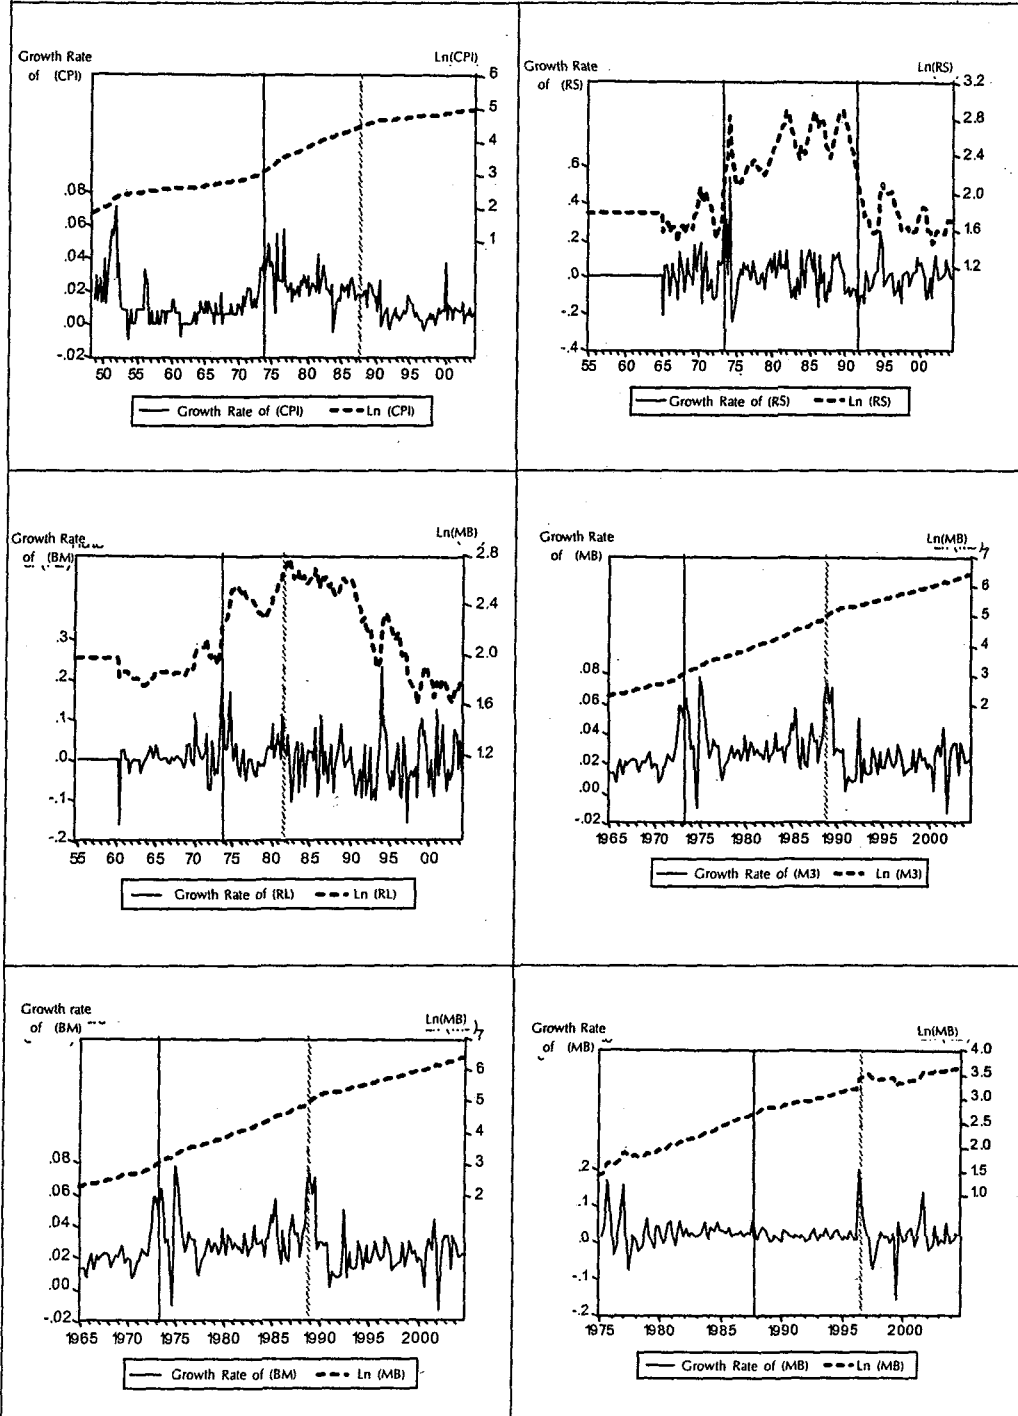 Growth Rate
of (CPI)
Ln(CPI)
6
5
4
3
2
1
.08
.06
.04
.02
.00
-.02
50 55 60 65 70 75 80 85 90 95 00
Growth Rate of (CPI) Ln (CPI)
Growth Rate
of (RS)
Ln(RS)
3.2
2.8
2.4
2.0
1.6
1.2
.6
.4
.2
.0
-.2
-.4
55 60 65 70 75 80 85 90 95 00
Growth Rate of (RS) Ln (RS)
Growth Rate
of (BM)
Ln(MB)
2.8
2.4
2.0
1.6
1.2
.3
.2
.1
.0
-.1
-.2
55 60 65 70 75 80 85 90 95 00
Growth Rate of (RL) Ln (RL)
Growth Rate
of (MB)
Ln(MB)
7
6
5
4
3
2
.08
.06
.04
.02
.00
-.02
1965 1970 1975 1980 1985 1990 1995 2000
Growth Rate of (M3) Ln (M3)
Growth rate
of (BM)
Ln(MB)
7
6
5
4
3
2
.08
.06
.04
.02
.00
-.02
1965 1970 1975 1980 1985 1990 1995 2000
Growth Rate of (BM) Ln (MB)
Growth Rate
of (MB)
Ln(MB)
4.0
3.5
3.0
2.5
2.0
1.5
1.0
.2
.1
.0
-.1
-.2
1975 1980 1985 1990 1995 2000
Growth Rate of (MB) Ln (MB)